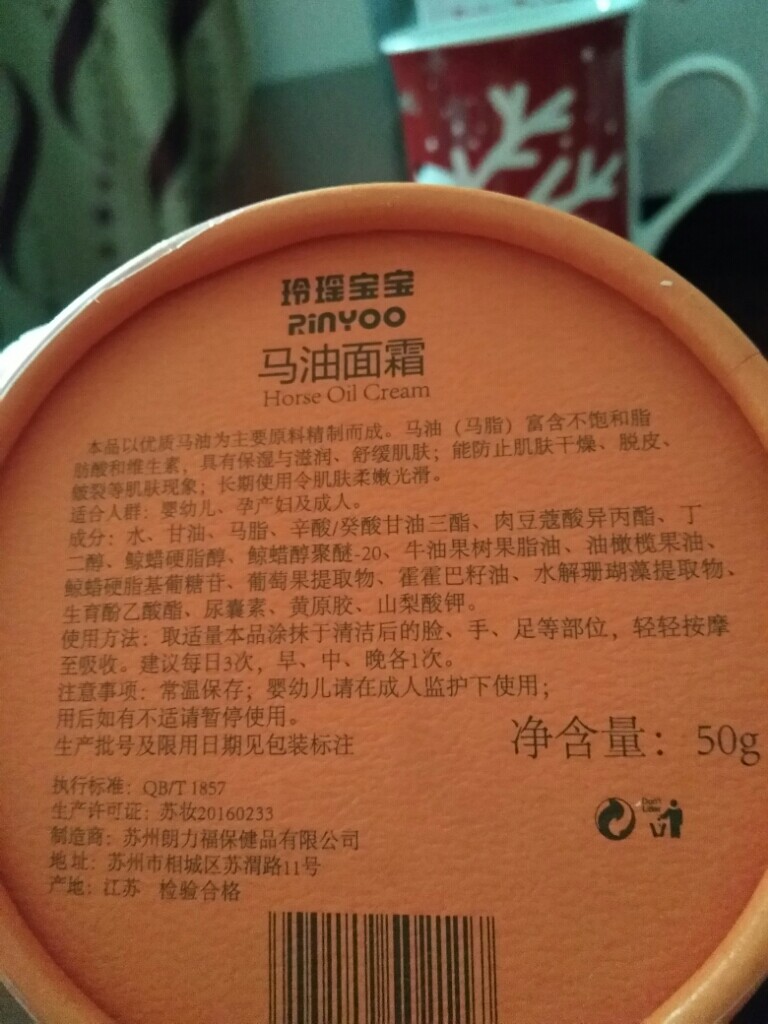 玲瑶宝宝
RiNYOO
马油面霜
Horse Oil Cream
本品以优质马油为主要原料精制而成。马油（马脂）富含不饱和脂
肪酸和维生素，具有保湿与滋润、舒缓肌肤；能防止肌肤干燥、脱皮、
皴裂等肌肤现象；长期使用令肌肤柔嫩光滑。
适合人群：婴幼儿、孕产妇及成人。
成分：水、甘油、马脂、辛酸/癸酸甘油三酯、肉豆蔻酸异丙酯、丁
二醇、鲸蜡硬脂醇、鲸蜡醇聚醚-20、牛油果树果脂油、油橄榄果油、
鲸蜡硬脂基葡糖苷、葡萄果提取物、霍霍巴籽油、水解珊瑚藻提取物、
生育酚乙酸酯、尿囊素、黄原胶、山梨酸钾。
使用方法：取适量本品涂抹于清洁后的脸、手、足等部位，轻轻按摩
至吸收。建议每日3次，早、中、晚各1次。
注意事项：常温保存；婴幼儿请在成人监护下使用；
用后如有不适请暂停使用。
生产批号及限用日期见包装标注
净含量：50g
执行标准：QB/T 1857
生产许可证：苏妆20160233
制造商：苏州朗力福保健品有限公司
地址：苏州市相城区苏渭路11号
产地：江苏 检验合格